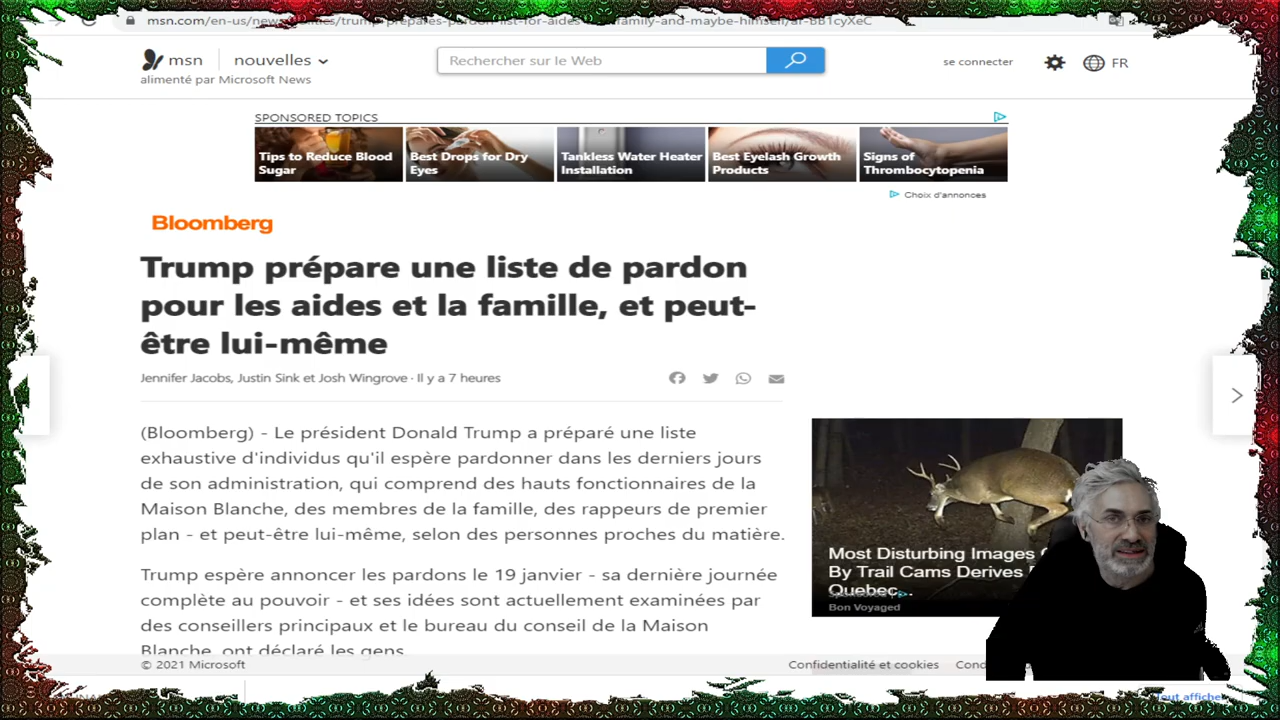 msn.com/en-us/news/politics/trump-prepares-pardon-list-for-aides-and-family-and-maybe-himself/ar-BB1cyXeC
msn nouvelles
alimenté par Microsoft News
Rechercher sur le Web
se connecter
FR
SPONSORED TOPICS
Tips to Reduce Blood Sugar
Best Drops for Dry Eyes
Tankless Water Heater Installation
Best Eyelash Growth Products
Signs of Thrombocytopenia
Choix d'annonces
Bloomberg
Trump prépare une liste de pardon
pour les aides et la famille, et peut-
être lui-même
Jennifer Jacobs, Justin Sink et Josh Wingrove · Il y a 7 heures
(Bloomberg) - Le président Donald Trump a préparé une liste
exhaustive d'individus qu'il espère pardonner dans les derniers jours
de son administration, qui comprend des hauts fonctionnaires de la
Maison Blanche, des membres de la famille, des rappeurs de premier
plan - et peut-être lui-même, selon des personnes proches du matière.
Trump espère annoncer les pardons le 19 janvier - sa dernière journée
complète au pouvoir - et ses idées sont actuellement examinées par
des conseillers principaux et le bureau du conseil de la Maison
Blanche, ont déclaré les gens.
Most Disturbing Images
By Trail Cams Derives
Quebec...
Bon Voyaged
© 2021 Microsoft
Confidentialité et cookies
Tout afficher